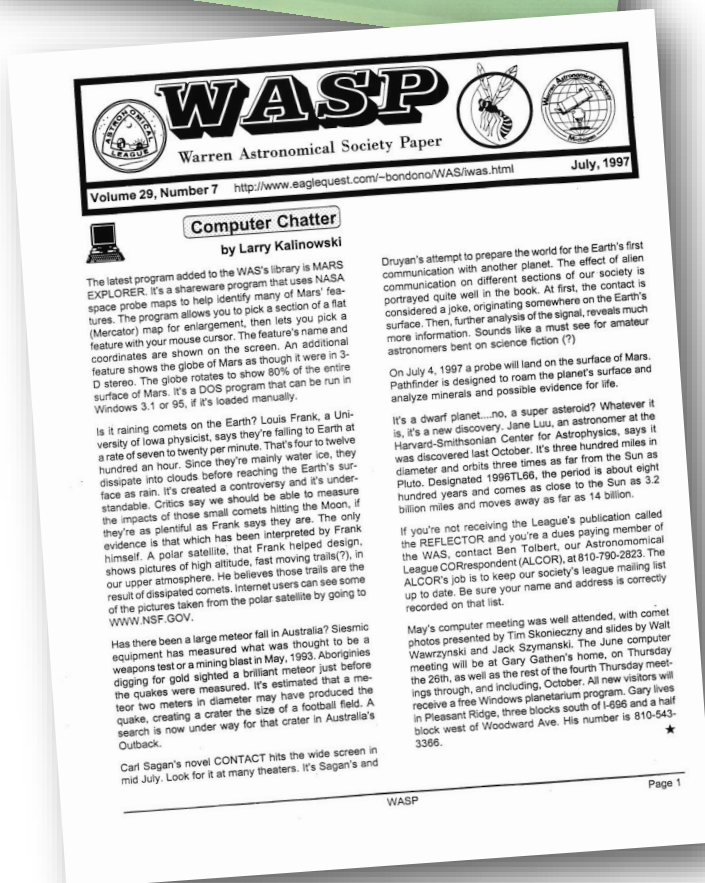 ASTRONOMICAL LEAGUE
WASP
Warren Astronomical Society
Warren Astronomical Society Paper
Volume 29, Number 7 http://www.eaglequest.com/~bondono/WAS/iwas.html July, 1997
Computer Chatter
by Larry Kalinowski
The latest program added to the WAS's library is MARS
EXPLORER. It's a shareware program that uses NASA
space probe maps to help identify many of Mars' fea-
tures. The program allows you to pick a section of a flat
(Mercator) map for enlargement, then lets you pick a
feature with your mouse cursor. The feature's name and
coordinates are shown on the screen. An additional
feature shows the globe of Mars as though it were in 3-
D stereo. The globe rotates to show 80% of the entire
surface of Mars. It's a DOS program that can be run in
Windows 3.1 or 95, if it's loaded manually.
Is it raining comets on the Earth? Louis Frank, a Uni-
versity of Iowa physicist, says they're falling to Earth at
a rate of seven to twenty per minute. That's four to twelve
hundred an hour. Since they're mainly water ice, they
dissipate into clouds before reaching the Earth's sur-
face as rain. It's created a controversy and it's under-
standable. Critics say we should be able to measure
the impacts of those small comets hitting the Moon, if
they're as plentiful as Frank says they are. The only
evidence is that which has been interpreted by Frank
himself. A polar satellite, that Frank helped design,
shows pictures of high altitude, fast moving trails(?), in
our upper atmosphere. He believes those trails are the
result of dissipated comets. Internet users can see some
of the pictures taken from the polar satellite by going to
WWW.NSF.GOV.
Has there been a large meteor fall in Australia? Siesmic
equipment has measured what was thought to be a
weapons test or a mining blast in May, 1993. Aboriginies
digging for gold sighted a brilliant meteor just before
the quakes were measured. It's estimated that a me-
teor two meters in diameter may have produced the
quake, creating a crater the size of a football field. A
search is now under way for that crater in Australia's
Outback.
Carl Sagan's novel CONTACT hits the wide screen in
mid July. Look for it at many theaters. It's Sagan's and
Druyan's attempt to prepare the world for the Earth's first
communication with another planet. The effect of alien
communication on different sections of our society is
portrayed quite well in the book. At first, the contact is
considered a joke, originating somewhere on the Earth's
surface. Then, further analysis of the signal, reveals much
more information. Sounds like a must see for amateur
astronomers bent on science fiction (?)
On July 4, 1997 a probe will land on the surface of Mars.
Pathfinder is designed to roam the planet's surface and
analyze minerals and possible evidence for life.
It's a dwarf planet....no, a super asteroid? Whatever it
is, it's a new discovery. Jane Luu, an astronomer at the
Harvard-Smithsonian Center for Astrophysics, says it
was discovered last October. It's three hundred miles in
diameter and orbits three times as far from the Sun as
Pluto. Designated 1996TL66, the period is about eight
hundred years and comes as close to the Sun as 3.2
billion miles and moves away as far as 14 billion.
If you're not receiving the League's publication called
the REFLECTOR and you're a dues paying member of
the WAS, contact Ben Tolbert, our Astronomomical
League CORrespondent (ALCOR), at 810-790-2823. The
ALCOR's job is to keep our society's league mailing list
up to date. Be sure your name and address is correctly
recorded on that list.
May's computer meeting was well attended, with comet
photos presented by Tim Skonieczny and slides by Walt
Wawrzynski and Jack Szymanski. The June computer
meeting will be at Gary Gathen's home, on Thursday
the 26th, as well as the rest of the fourth Thursday meet-
ings through, and including, October. All new visitors will
receive a free Windows planetarium program. Gary lives
in Pleasant Ridge, three blocks south of I-696 and a half
block west of Woodward Ave. His number is 810-543-
3366.
WASP
Page 1